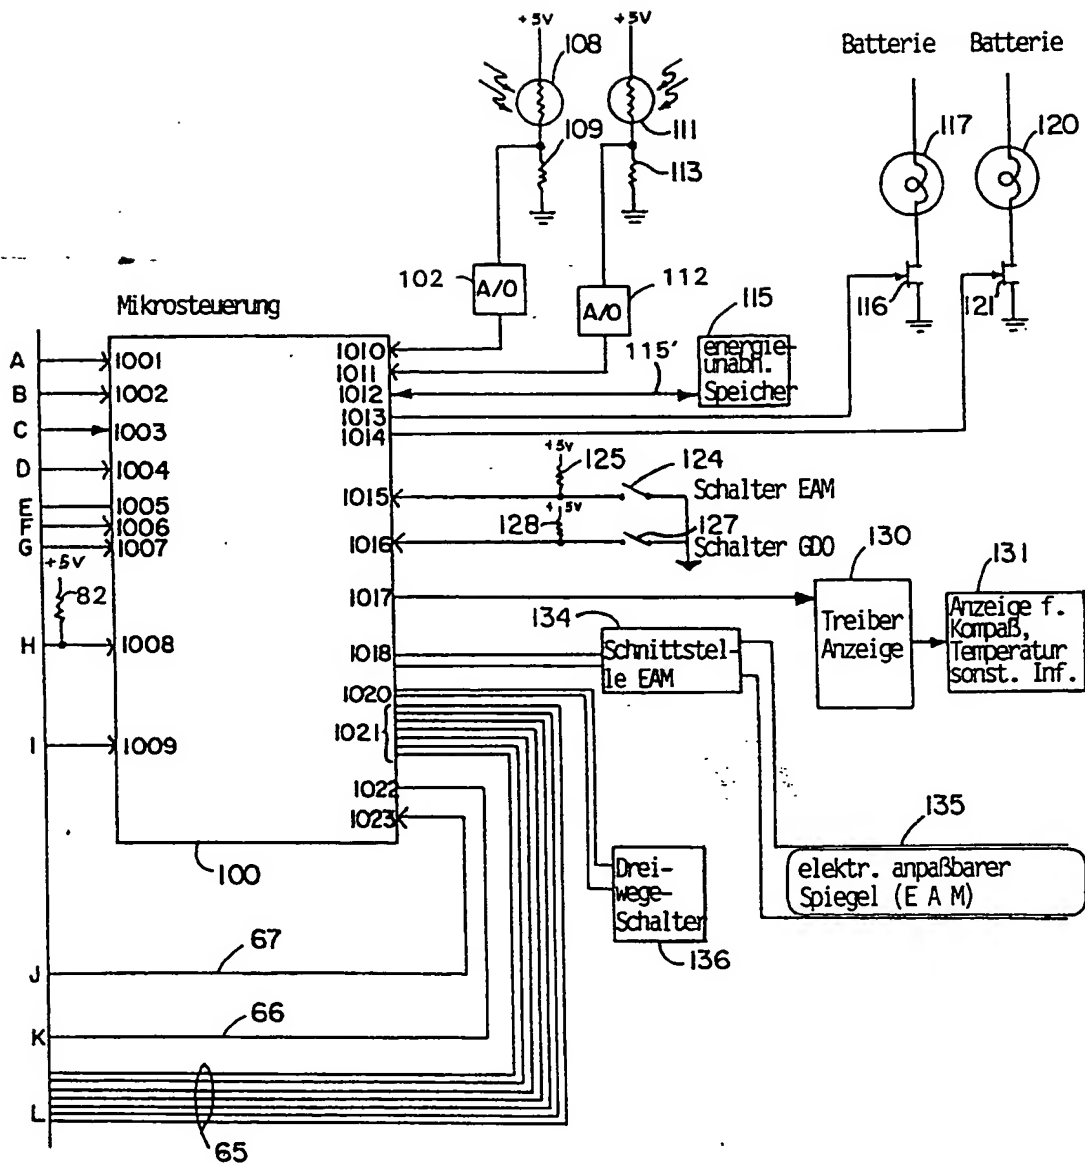 +5V
+5V
108
111
109
113
Batterie
Batterie
117
120
102
A/O
112
A/O
116
121
Mikrosteuerung
115
energie-
unabh.
Speicher
115'
A
B
C
D
E
F
G
+5V
82
H
I
J
K
L
1001
1002
1003
1004
1005
1006
1007
1008
1009
1010
1011
1012
1013
1014
1015
1016
1017
1018
1020
1021
1022
1023
100
+5V
125
124
Schalter EAM
+5V
128
127
Schalter GDO
130
Treiber
Anzeige
131
Anzeige f.
Kompaß,
Temperatur
sonst. Inf.
134
Schnittstel-
le EAM
135
elektr. anpaßbarer
Spiegel (E A M)
Drei-
wege-
Schalter
136
67
66
65